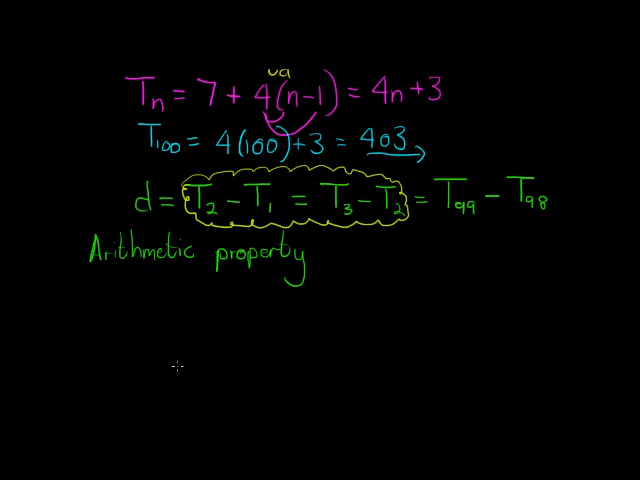 Tₙ = 7 + 4(n-1) = 4n+3
T₁₀₀ = 4(100)+3 = 403
d = T₂ - T₁ = T₃ - T₂ = T₉₉ - T₉₈
Arithmetic property